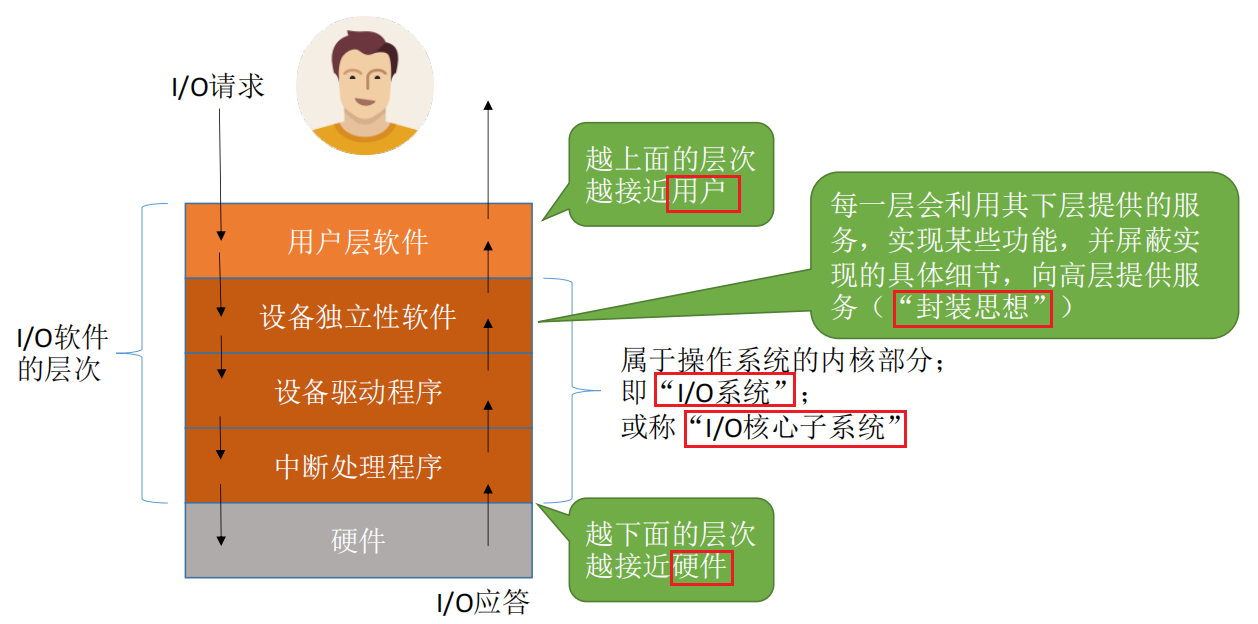 I/O请求
越上面的层次
越接近用户
每一层会利用其下层提供的服
务，实现某些功能，并屏蔽实
现的具体细节，向高层提供服
务（“封装思想”）
用户层软件
设备独立性软件
I/O软件
的层次
属于操作系统的内核部分；
即“I/O系统”；
或称“I/O核心子系统”
设备驱动程序
中断处理程序
硬件
越下面的层次
越接近硬件
I/O应答